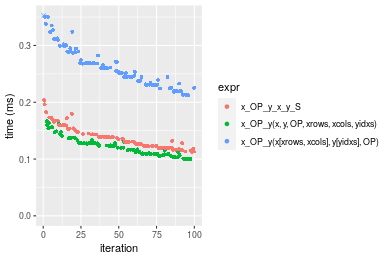 time (ms)
0.3
0.2
0.1
0.0
0
25
50
75
100
iteration
expr
x_OP_y_x_y_S
x_OP_y(x, y, OP, xrows, xcols, yidxs)
x_OP_y(x[xrows, xcols], y[yidxs], OP)